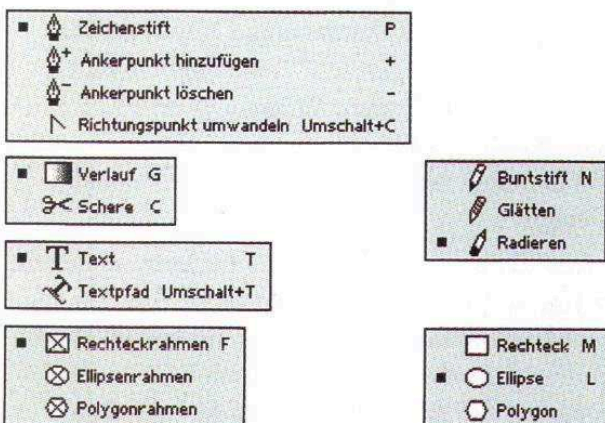 Zeichenstift P
Ankerpunkt hinzufügen +
Ankerpunkt löschen -
Richtungspunkt umwandeln Umschalt+C
Verlauf G
Schere C
Buntstift N
Glätten
Radieren
Text T
Textpfad Umschalt+T
Rechteckrahmen F
Ellipsenrahmen
Polygonrahmen
Rechteck M
Ellipse L
Polygon